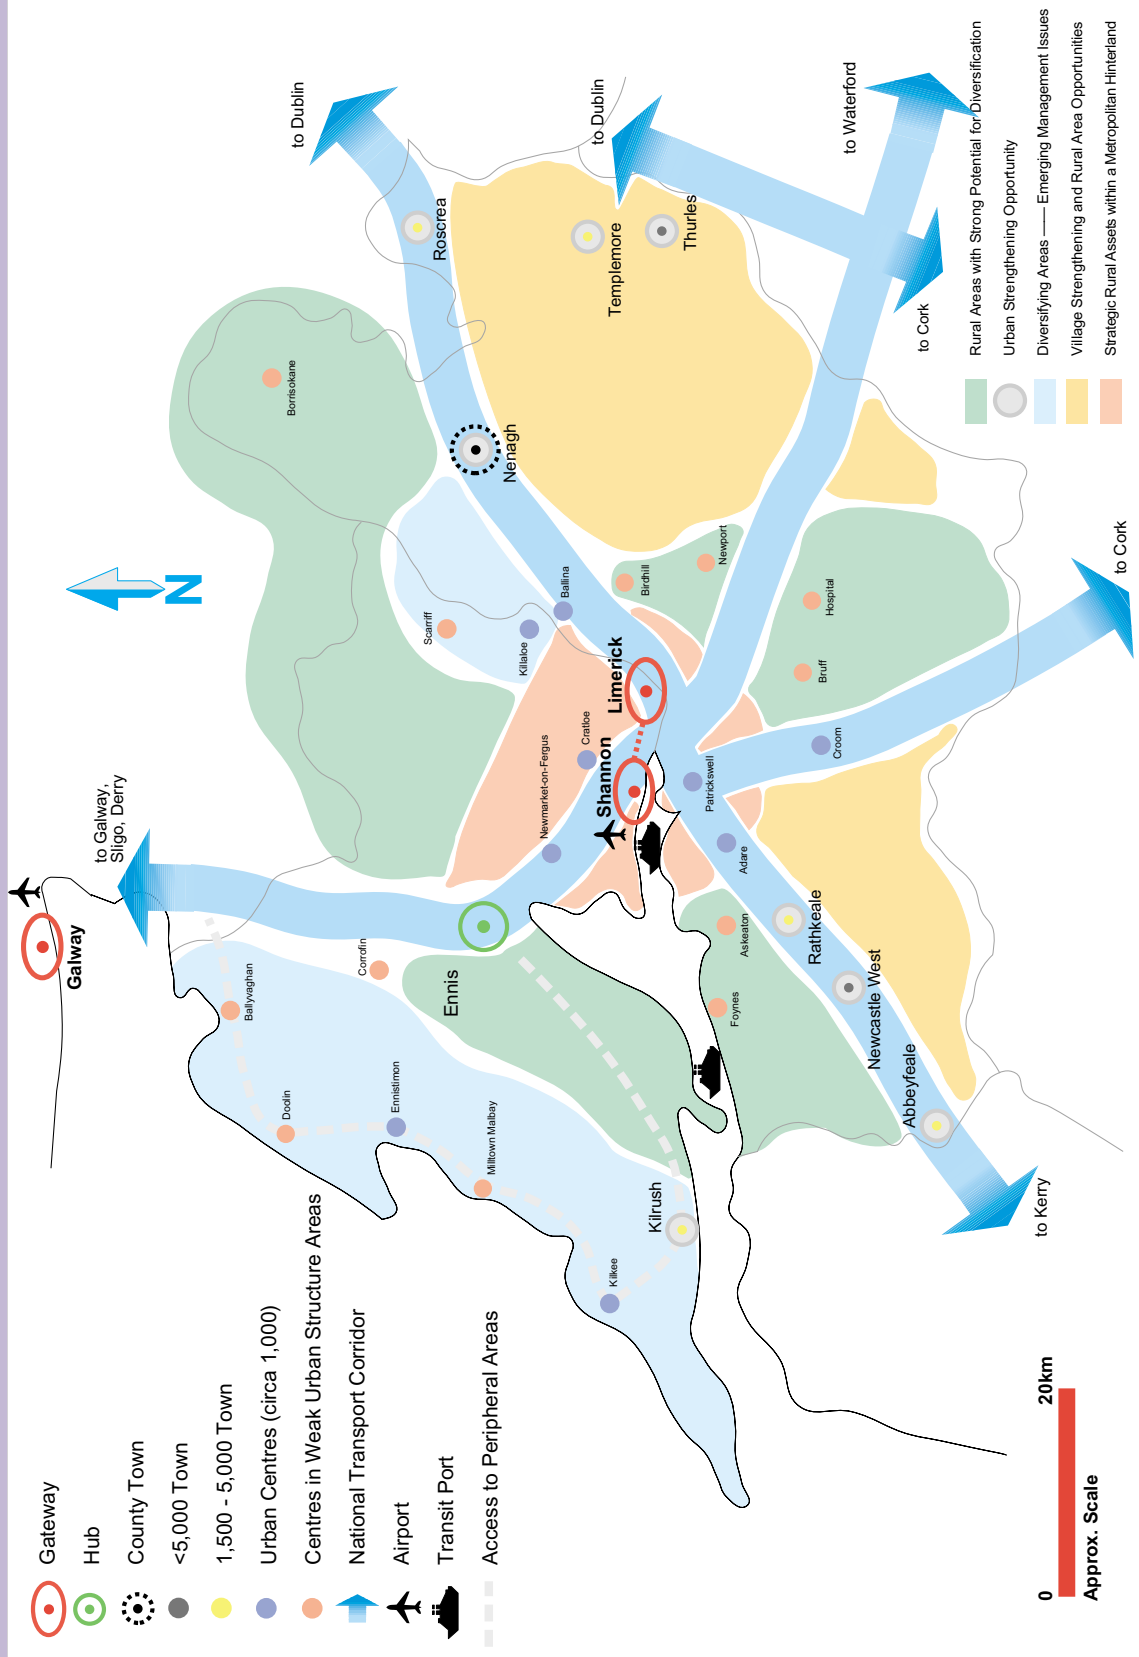 Gateway
Hub
County Town
<5,000 Town
1,500 - 5,000 Town
Urban Centres (circa 1,000)
Centres in Weak Urban Structure Areas
National Transport Corridor
Airport
Transit Port
Access to Peripheral Areas
Galway
to Galway,
Sligo, Derry
N
to Dublin
Borrisokane
Roscrea
Ballyvaghan
Corrofin
Doolin
Ennistimon
Milltown Malbay
Ennis
Scarriff
Killaloe
Ballina
Nenagh
Templemore
Thurles
to Dublin
Newmarket-on-Fergus
Cratloe
Shannon
Limerick
Birdhill
Newport
Kilkee
Kilrush
Foynes
Askeaton
Adare
Patrickswell
Croom
Bruff
Hospital
Rathkeale
Newcastle West
Abbeyfeale
to Waterford
to Cork
to Cork
to Kerry
0
20km
Approx. Scale
Rural Areas with Strong Potential for Diversification
Urban Strengthening Opportunity
Diversifying Areas —— Emerging Management Issues
Village Strengthening and Rural Area Opportunities
Strategic Rural Assets within a Metropolitan Hinterland